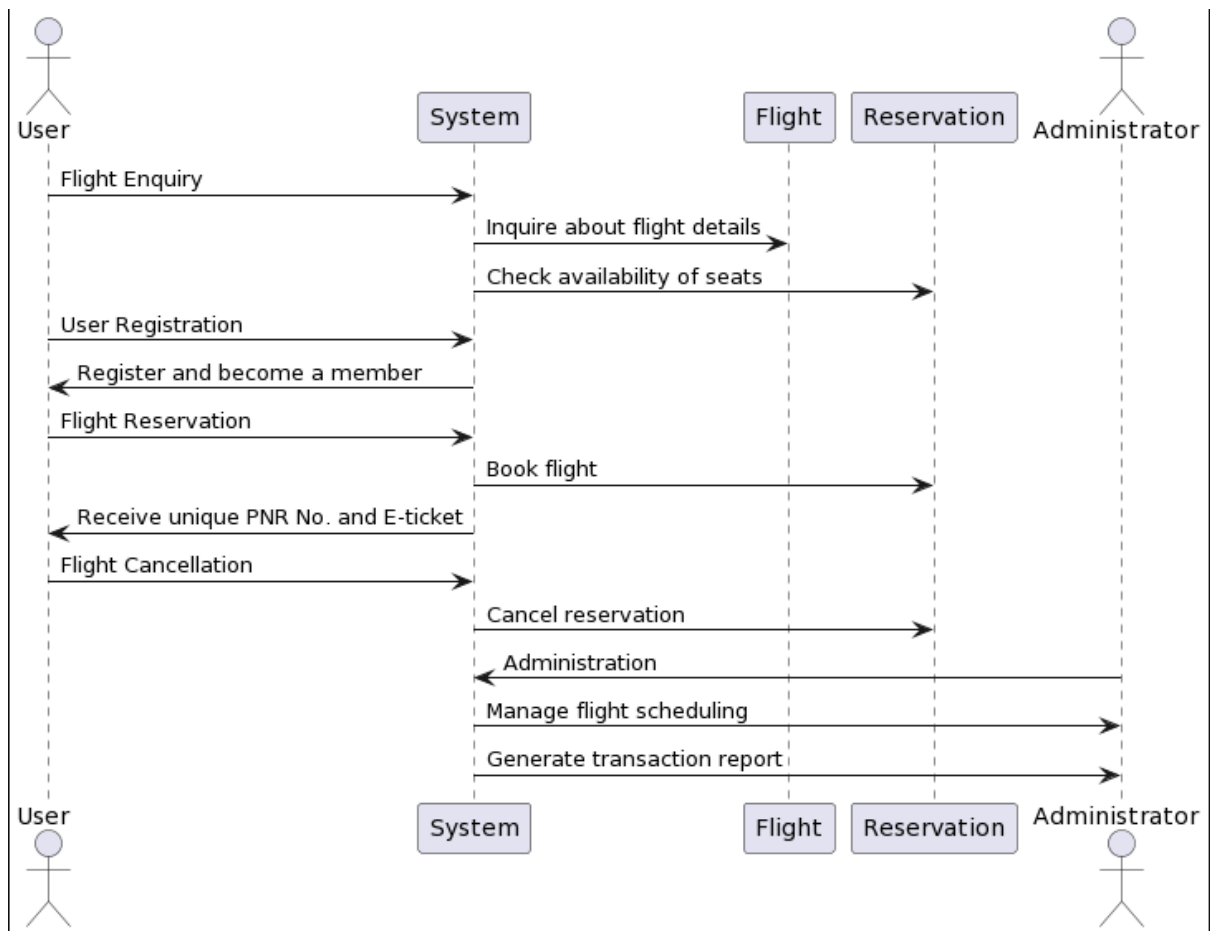 User
System
Flight
Reservation
Administrator
Flight Enquiry
Inquire about flight details
Check availability of seats
User Registration
Register and become a member
Flight Reservation
Book flight
Receive unique PNR No. and E-ticket
Flight Cancellation
Cancel reservation
Administration
Manage flight scheduling
Generate transaction report
User
System
Flight
Reservation
Administrator